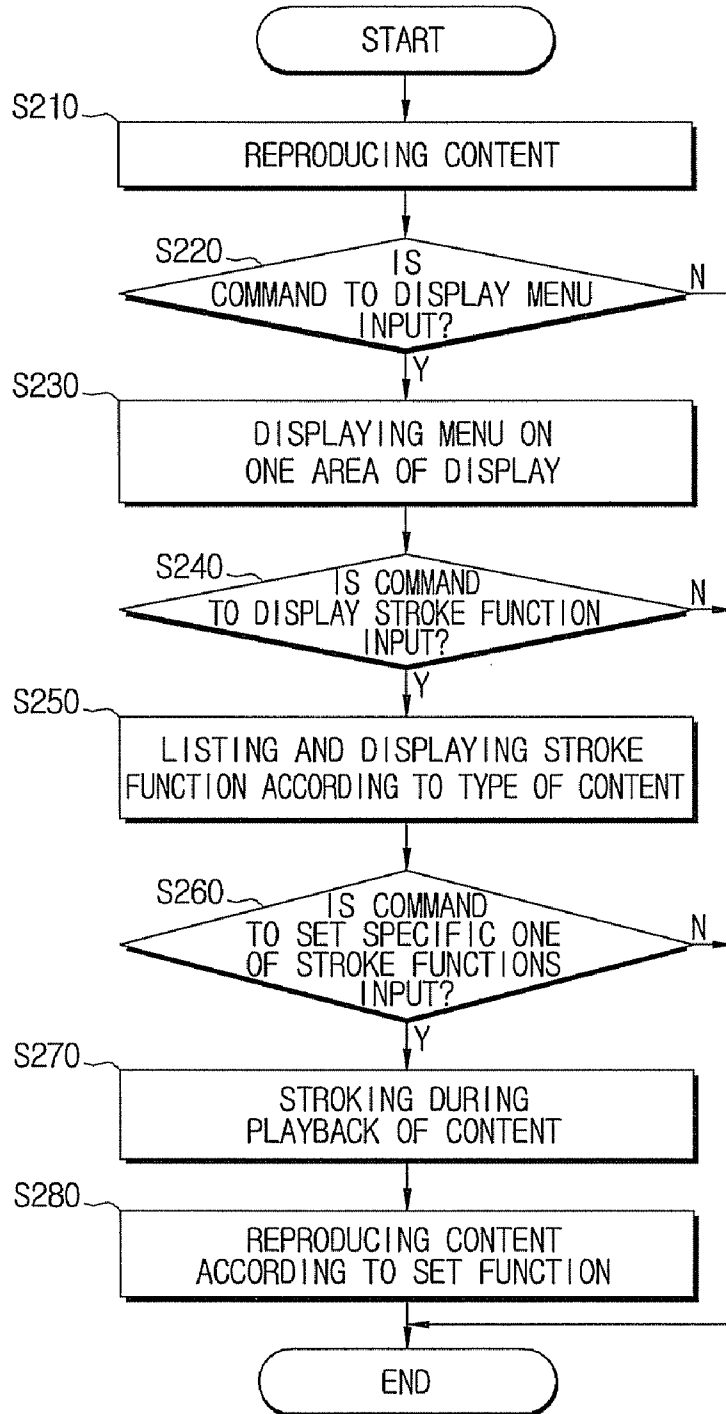 START
S210
REPRODUCING CONTENT
S220
IS
COMMAND TO DISPLAY MENU
INPUT?
N
Y
S230
DISPLAYING MENU ON
ONE AREA OF DISPLAY
S240
IS COMMAND
TO DISPLAY STROKE FUNCTION
INPUT?
N
Y
S250
LISTING AND DISPLAYING STROKE
FUNCTION ACCORDING TO TYPE OF CONTENT
S260
IS COMMAND
TO SET SPECIFIC ONE
OF STROKE FUNCTIONS
INPUT?
N
Y
S270
STROKING DURING
PLAYBACK OF CONTENT
S280
REPRODUCING CONTENT
ACCORDING TO SET FUNCTION
END